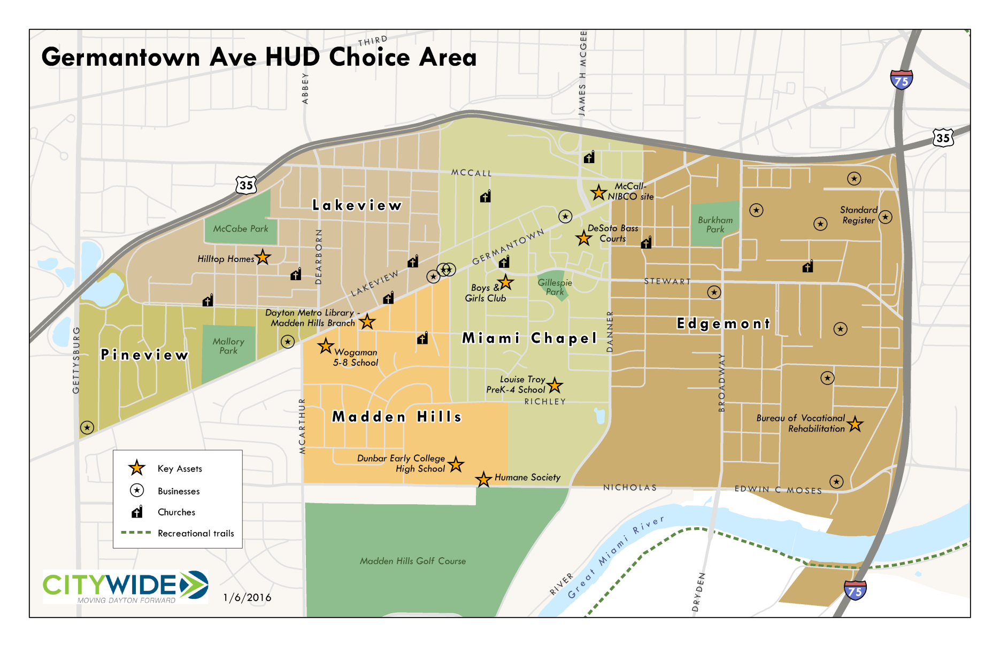 Germantown Ave HUD Choice Area
THIRD
ABBEY
JAMES H MCGEE
75
35
35
MCCALL
Lakeview
McCall-
NIBCO site
McCabe Park
Burkham
Park
Standard
Register
DeSoto Bass
Courts
GERMANTOWN
Hilltop Homes
DEARBORN
LAKEVIEW
STEWART
Boys &
Girls Club
Gillespie
Park
Dayton Metro Library -
Madden Hills Branch
DANNER
Edgemont
Miami Chapel
GETTYSBURG
Pineview
Mallory
Park
Wogaman
5-8 School
BROADWAY
Louise Troy
PreK-4 School
RICHLEY
MCARTHUR
Madden Hills
Bureau of Vocational
Rehabilitation
Dunbar Early College
High School
Humane Society
NICHOLAS
EDWIN C MOSES
Key Assets
Businesses
Churches
Recreational trails
Great Miami River
Madden Hills Golf Course
RIVER
DRYDEN
75
CITYWIDE
MOVING DAYTON FORWARD
1/6/2016